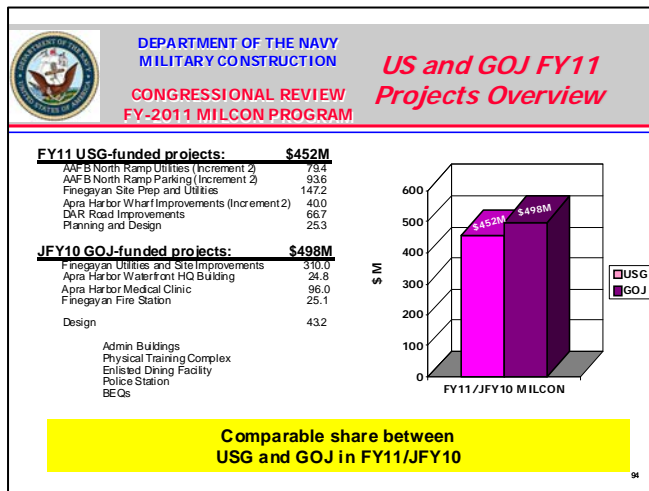 DEPARTMENT OF THE NAVY
MILITARY CONSTRUCTION
CONGRESSIONAL REVIEW
FY-2011 MILCON PROGRAM
US and GOJ FY11
Projects Overview
FY11 USG-funded projects: $452M
AAFB North Ramp Utilities (Increment 2) 79.4
AAFB North Ramp Parking (Increment 2) 93.6
Finegayan Site Prep and Utilities 147.2
Apra Harbor Wharf Improvements (Increment 2) 40.0
DAR Road Improvements 66.7
Planning and Design 25.3
JFY10 GOJ-funded projects: $498M
Finegayan Utilities and Site Improvements 310.0
Apra Harbor Waterfront HQ Building 24.8
Apra Harbor Medical Clinic 96.0
Finegayan Fire Station 25.1
Design 43.2
Admin Buildings
Physical Training Complex
Enlisted Dining Facility
Police Station
BEQs
$ M
600
500
400
300
200
100
0
$452M
$498M
FY11/JFY10 MILCON
USG
GOJ
Comparable share between
USG and GOJ in FY11/JFY10
94